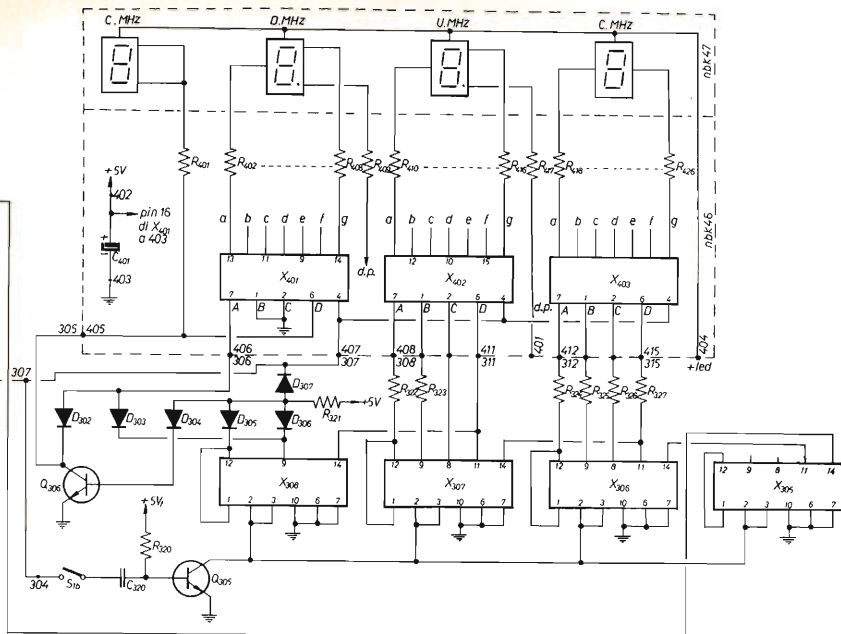 C. MHz D. MHz U. MHz C. MHz
nbk47
R401 R402 R408 R409 R410 R416 R417 R418 R426
+5V
402
pin 16
di X401
a 403
C401
403
a b c d e f g
d.p.
a b c d e f g
a b c d e f g
nbk46
13 12 11 10 9 15 14
X401
7 1 2 6 4
A B C D
12 10 15
X402
7 1 2 6 4
A B C D
d.p.
X403
7 1 2 6 4
A B C D
305 405
406 407 408 411 401 412 415 404
306 307 308 311 312 315 +led
307
D307
R322 R323 R324 R325 R326 R327
D302 D303 D304 D305 D306
R321 +5V
12 9 14
X308
1 2 3 10 6 7
12 9 8 11 14
X307
1 2 3 10 6 7
12 9 8 11 14
X306
1 2 3 10 6 7
12 9 8 11 14
X305
1 2 3 10 6 7
Q306
+5V1
R320
304 S1b C320
Q305